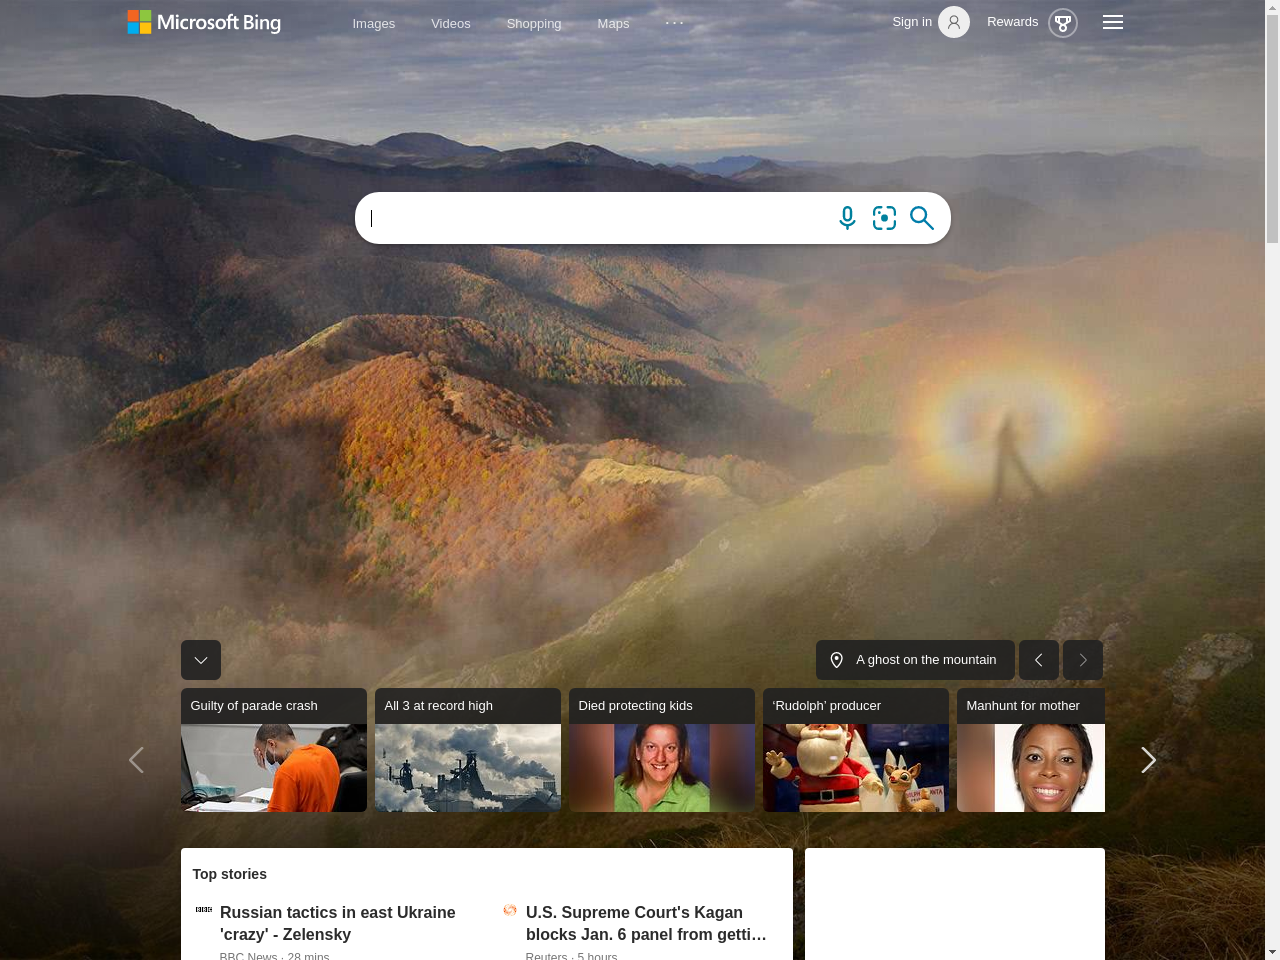 Microsoft Bing
Images
Videos
Shopping
Maps
Sign in
Rewards
A ghost on the mountain
Guilty of parade crash
All 3 at record high
Died protecting kids
‘Rudolph’ producer
Manhunt for mother
Top stories
BBC
Russian tactics in east Ukraine
'crazy' - Zelensky
BBC News · 28 mins
U.S. Supreme Court's Kagan
blocks Jan. 6 panel from getti…
Reuters · 5 hours